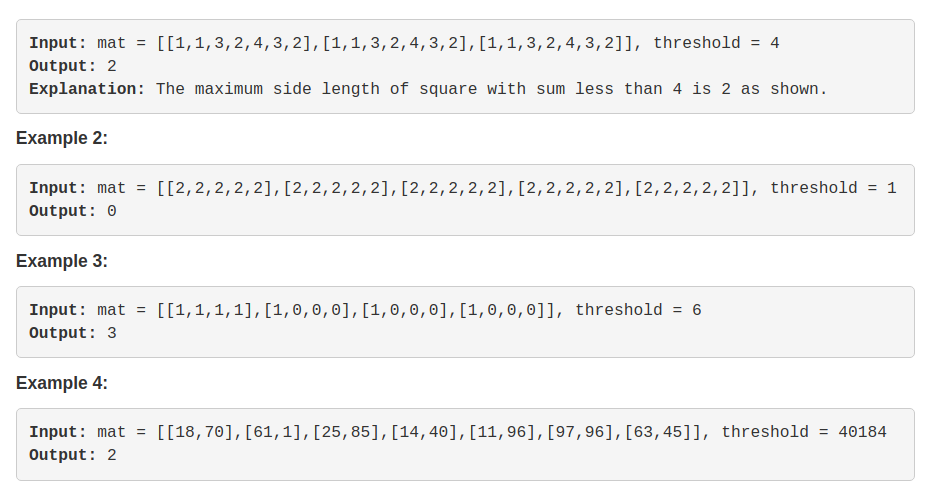 Input: mat = [[1,1,3,2,4,3,2],[1,1,3,2,4,3,2],[1,1,3,2,4,3,2]], threshold = 4
Output: 2
Explanation: The maximum side length of square with sum less than 4 is 2 as shown.
Example 2:
Input: mat = [[2,2,2,2,2],[2,2,2,2,2],[2,2,2,2,2],[2,2,2,2,2],[2,2,2,2,2]], threshold = 1
Output: 0
Example 3:
Input: mat = [[1,1,1,1],[1,0,0,0],[1,0,0,0],[1,0,0,0]], threshold = 6
Output: 3
Example 4:
Input: mat = [[18,70],[61,1],[25,85],[14,40],[11,96],[97,96],[63,45]], threshold = 40184
Output: 2